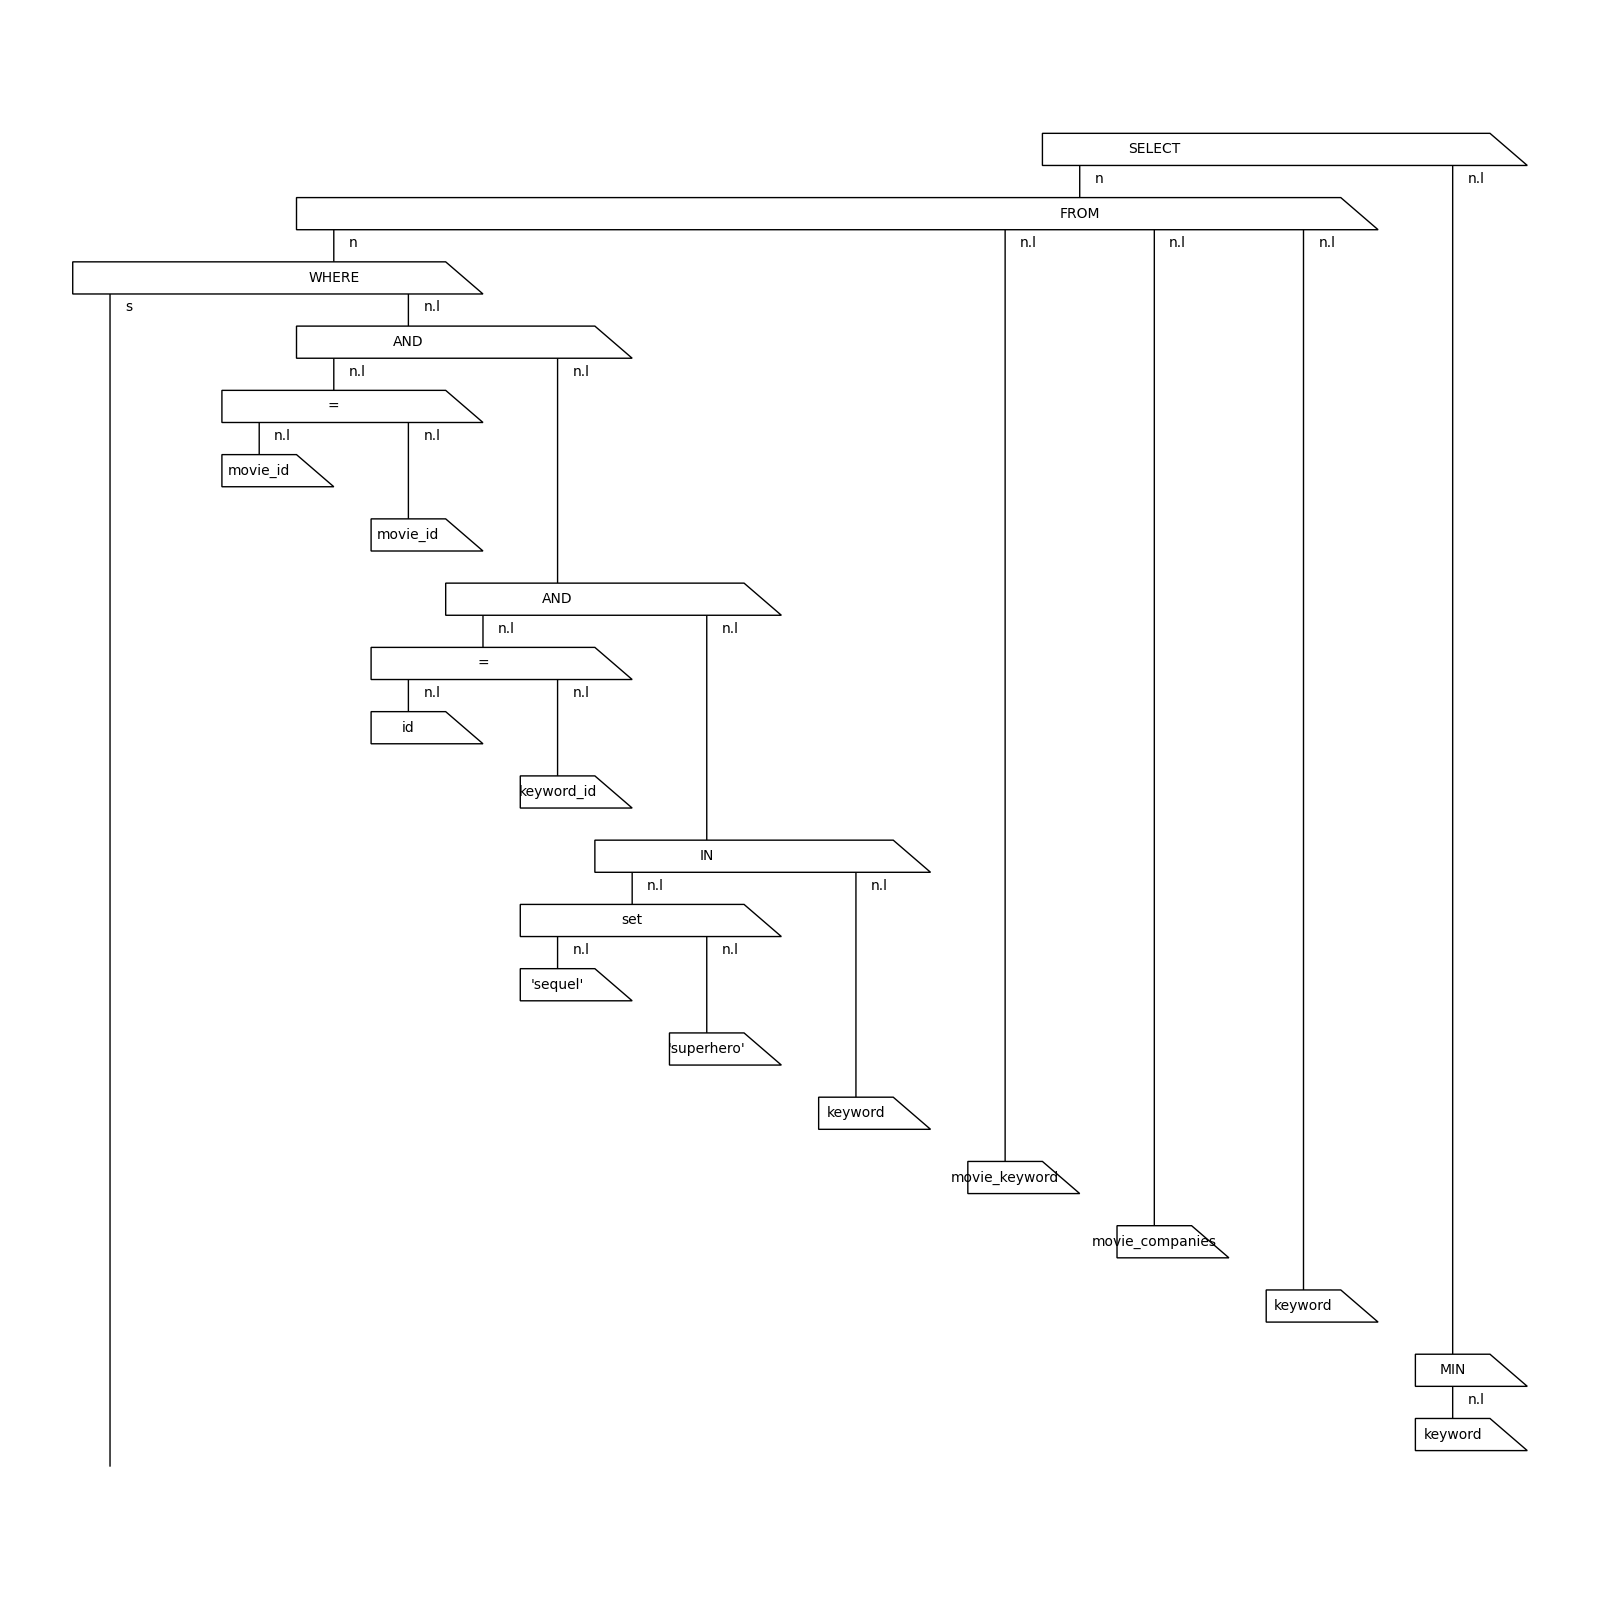 SELECT
n n.l
FROM
n n.l n.l n.l
WHERE
s n.l
AND
n.l n.l
=
n.l n.l
movie_id
movie_id
AND
n.l n.l
=
n.l n.l
id
keyword_id
IN
n.l n.l
set
n.l n.l
'sequel'
'superhero'
keyword
movie_keyword
movie_companies
keyword
MIN
n.l
keyword